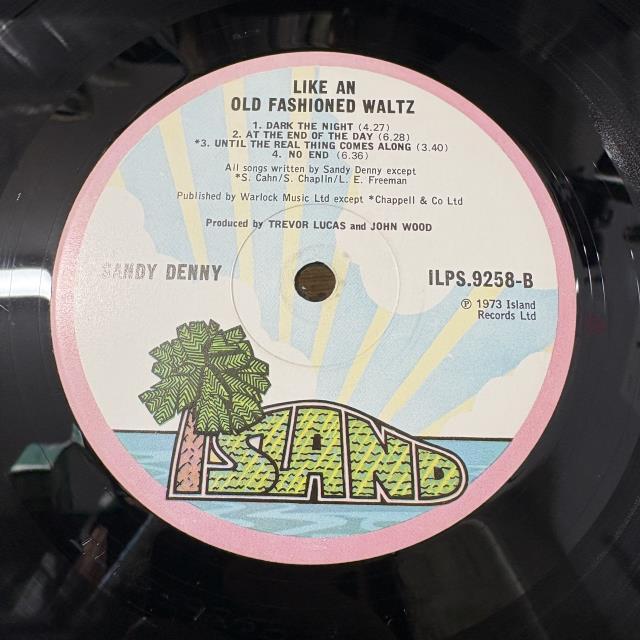 LIKE AN
OLD FASHIONED WALTZ
1. DARK THE NIGHT (4.27)
2. AT THE END OF THE DAY (6.28)
*3. UNTIL THE REAL THING COMES ALONG (3.40)
4. NO END (6.36)
All songs written by Sandy Denny except
*S. Cahn/S. Chaplin/L. E. Freeman
Published by Warlock Music Ltd except *Chappell & Co Ltd
Produced by TREVOR LUCAS and JOHN WOOD
SANDY DENNY
ILPS.9258-B
℗ 1973 Island
Records Ltd
ISLAND